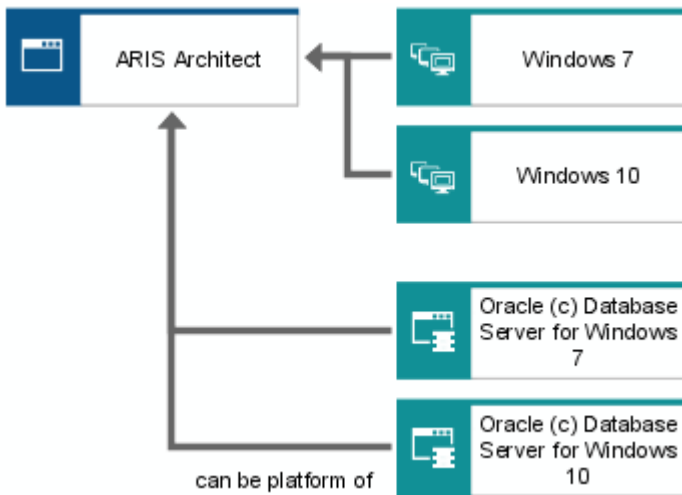 ARIS Architect
Windows 7
Windows 10
Oracle (c) Database
Server for Windows
7
Oracle (c) Database
Server for Windows
10
can be platform of